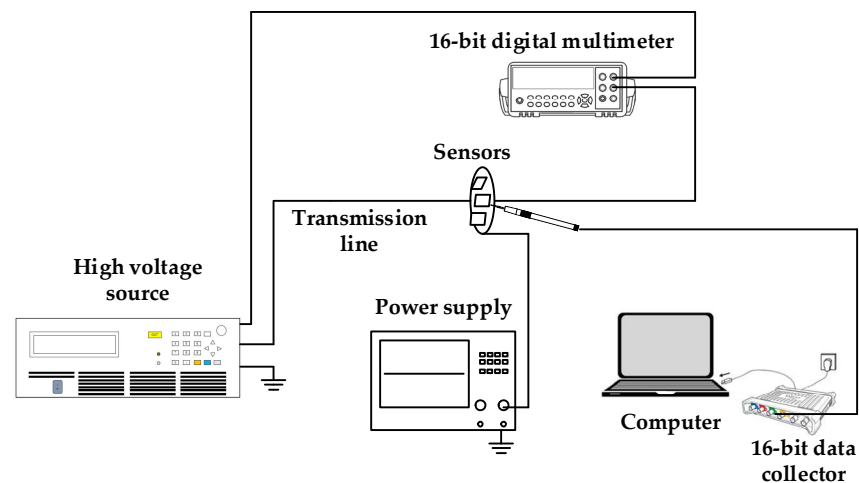 16-bit digital multimeter
Sensors
Transmission
line
High voltage
source
Power supply
Computer
16-bit data
collector